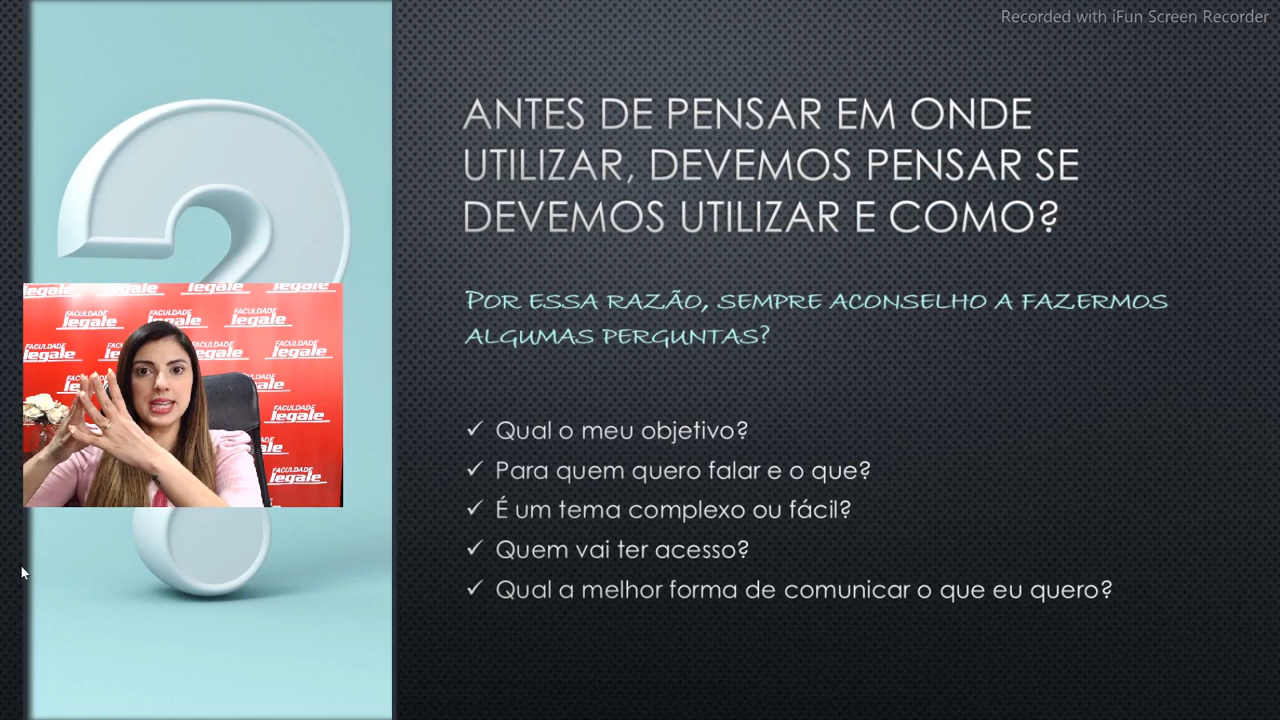 Recorded with iFun Screen Recorder
ANTES DE PENSAR EM ONDE
UTILIZAR, DEVEMOS PENSAR SE
DEVEMOS UTILIZAR E COMO?
POR ESSA RAZÃO, SEMPRE ACONSELHO A FAZERMOS
ALGUMAS PERGUNTAS?
✓ Qual o meu objetivo?
✓ Para quem quero falar e o que?
✓ É um tema complexo ou fácil?
✓ Quem vai ter acesso?
✓ Qual a melhor forma de comunicar o que eu quero?
FACULDADE
legale